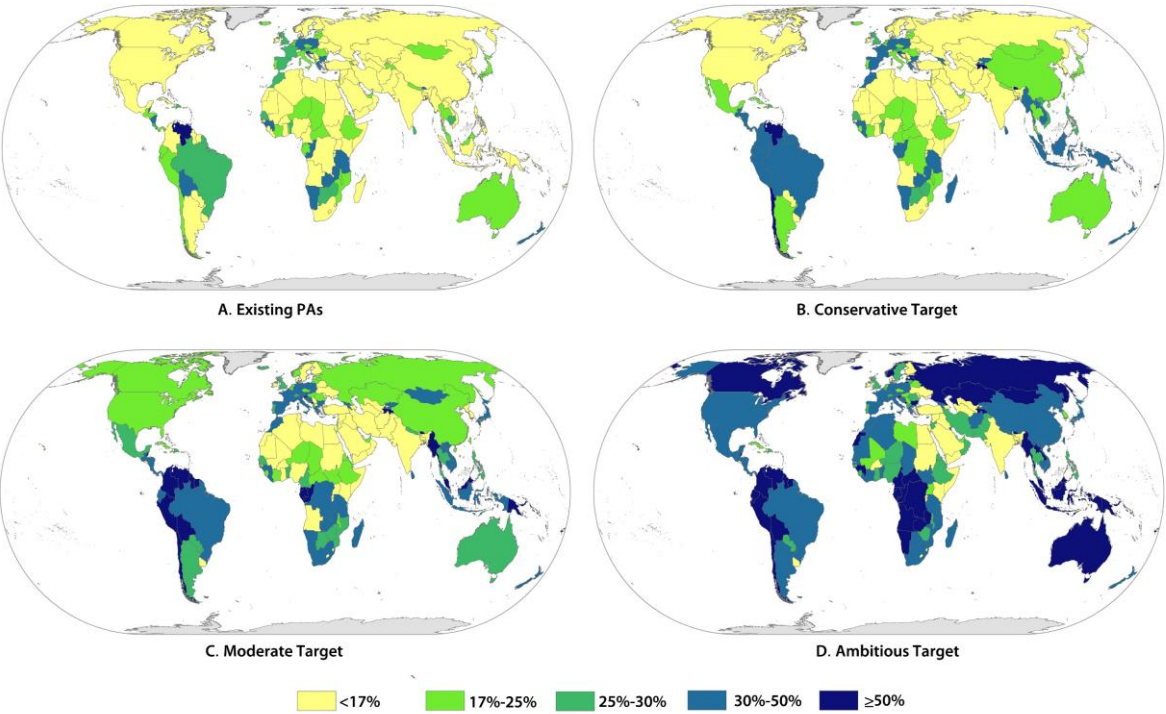 A. Existing PAs
B. Conservative Target
C. Moderate Target
D. Ambitious Target
<17%
17%-25%
25%-30%
30%-50%
≥50%